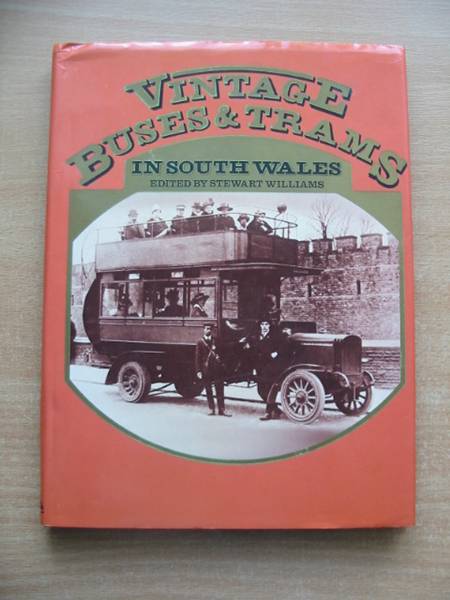 VINTAGE
BUSES & TRAMS
IN SOUTH WALES
EDITED BY STEWART WILLIAMS